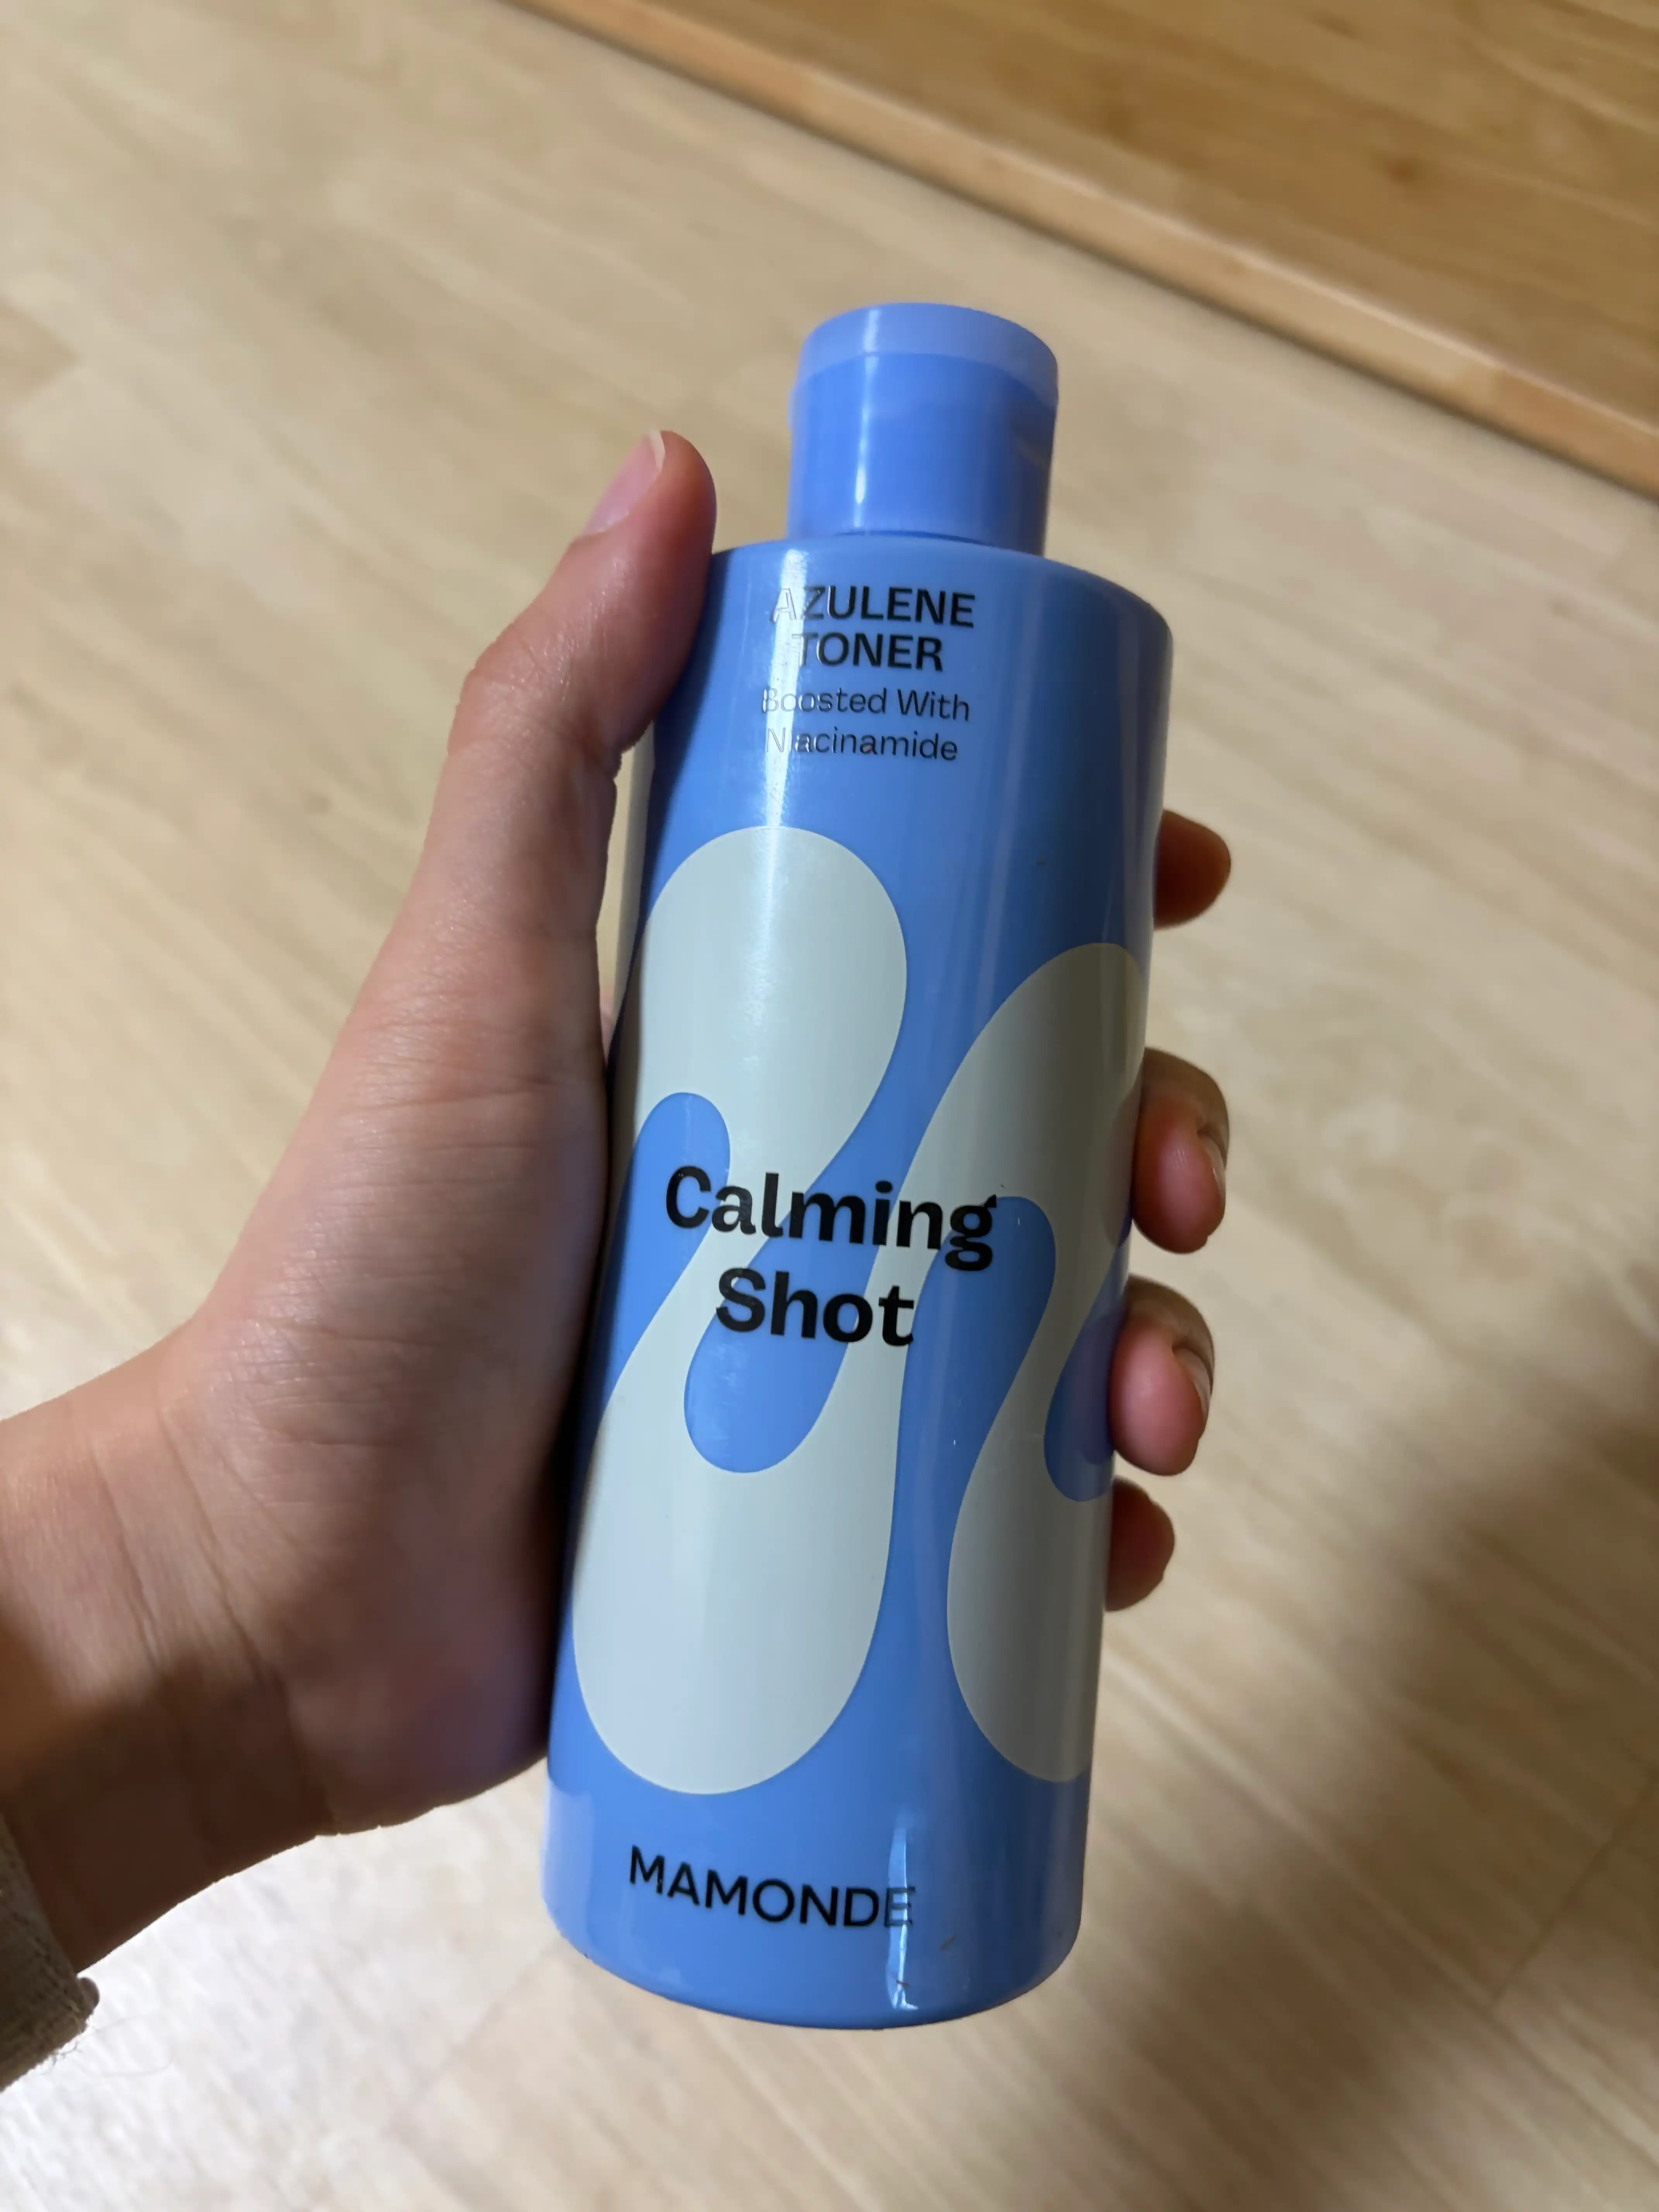 AZULENE
TONER
Boosted With
Niacinamide
Calming
Shot
MAMONDE